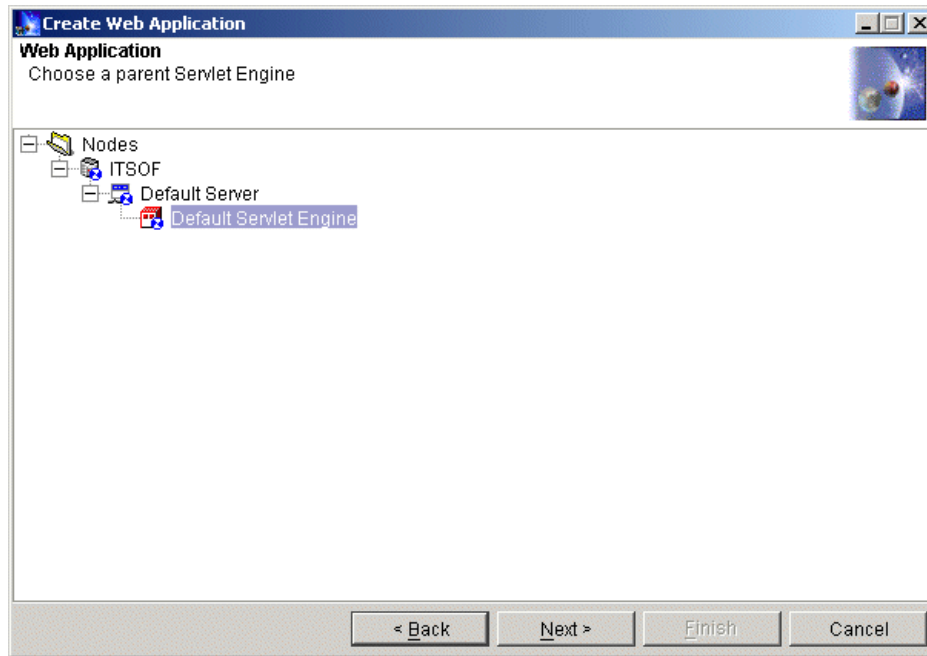 Create Web Application
Web Application
Choose a parent Servlet Engine
Nodes
ITSOF
Default Server
Default Servlet Engine
< Back Next > Finish Cancel